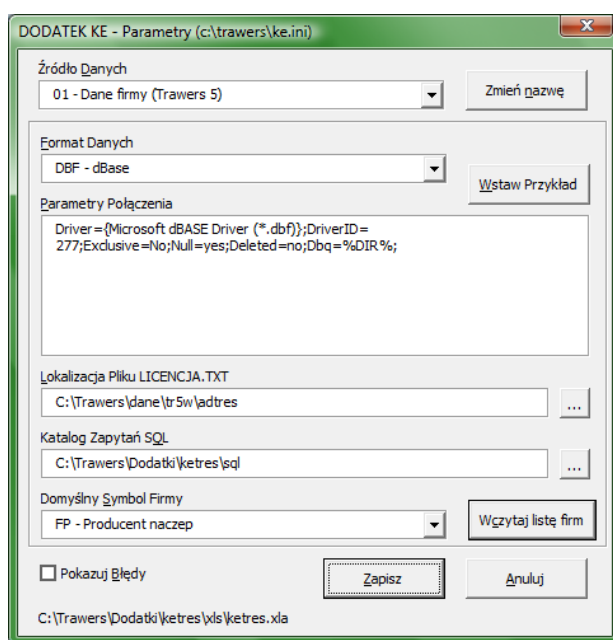 DODATEK KE - Parametry (c:\trawers\ke.ini)
Źródło Danych
01 - Dane firmy (Trawers 5)
Zmień nazwę
Format Danych
DBF - dBase
Wstaw Przykład
Parametry Połączenia
Driver={Microsoft dBASE Driver (*.dbf)};DriverID=
277;Exclusive=No;Null=yes;Deleted=no;Dbq=%DIR%;
Lokalizacja Pliku LICENCJA.TXT
C:\Trawers\dane\tr5w\adtres
...
Katalog Zapytań SQL
C:\Trawers\Dodatki\ketres\sql
...
Domyślny Symbol Firmy
FP - Producent naczep
Wczytaj listę firm
Pokazuj Błędy
Zapisz
Anuluj
C:\Trawers\Dodatki\ketres\xls\ketres.xla